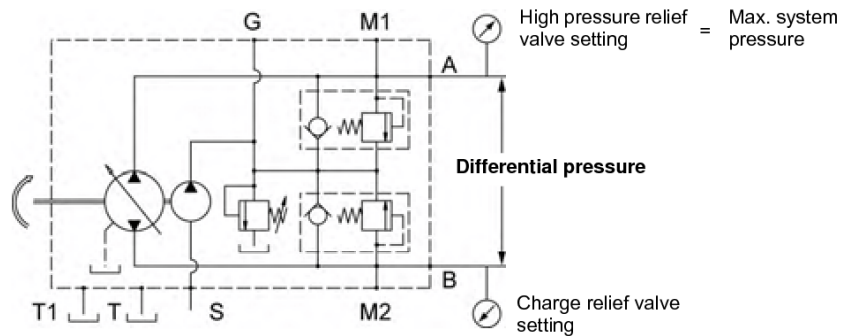 High pressure relief = Max. system
valve setting pressure
G M1
A
Differential pressure
B
T1 T S M2
Charge relief valve
setting